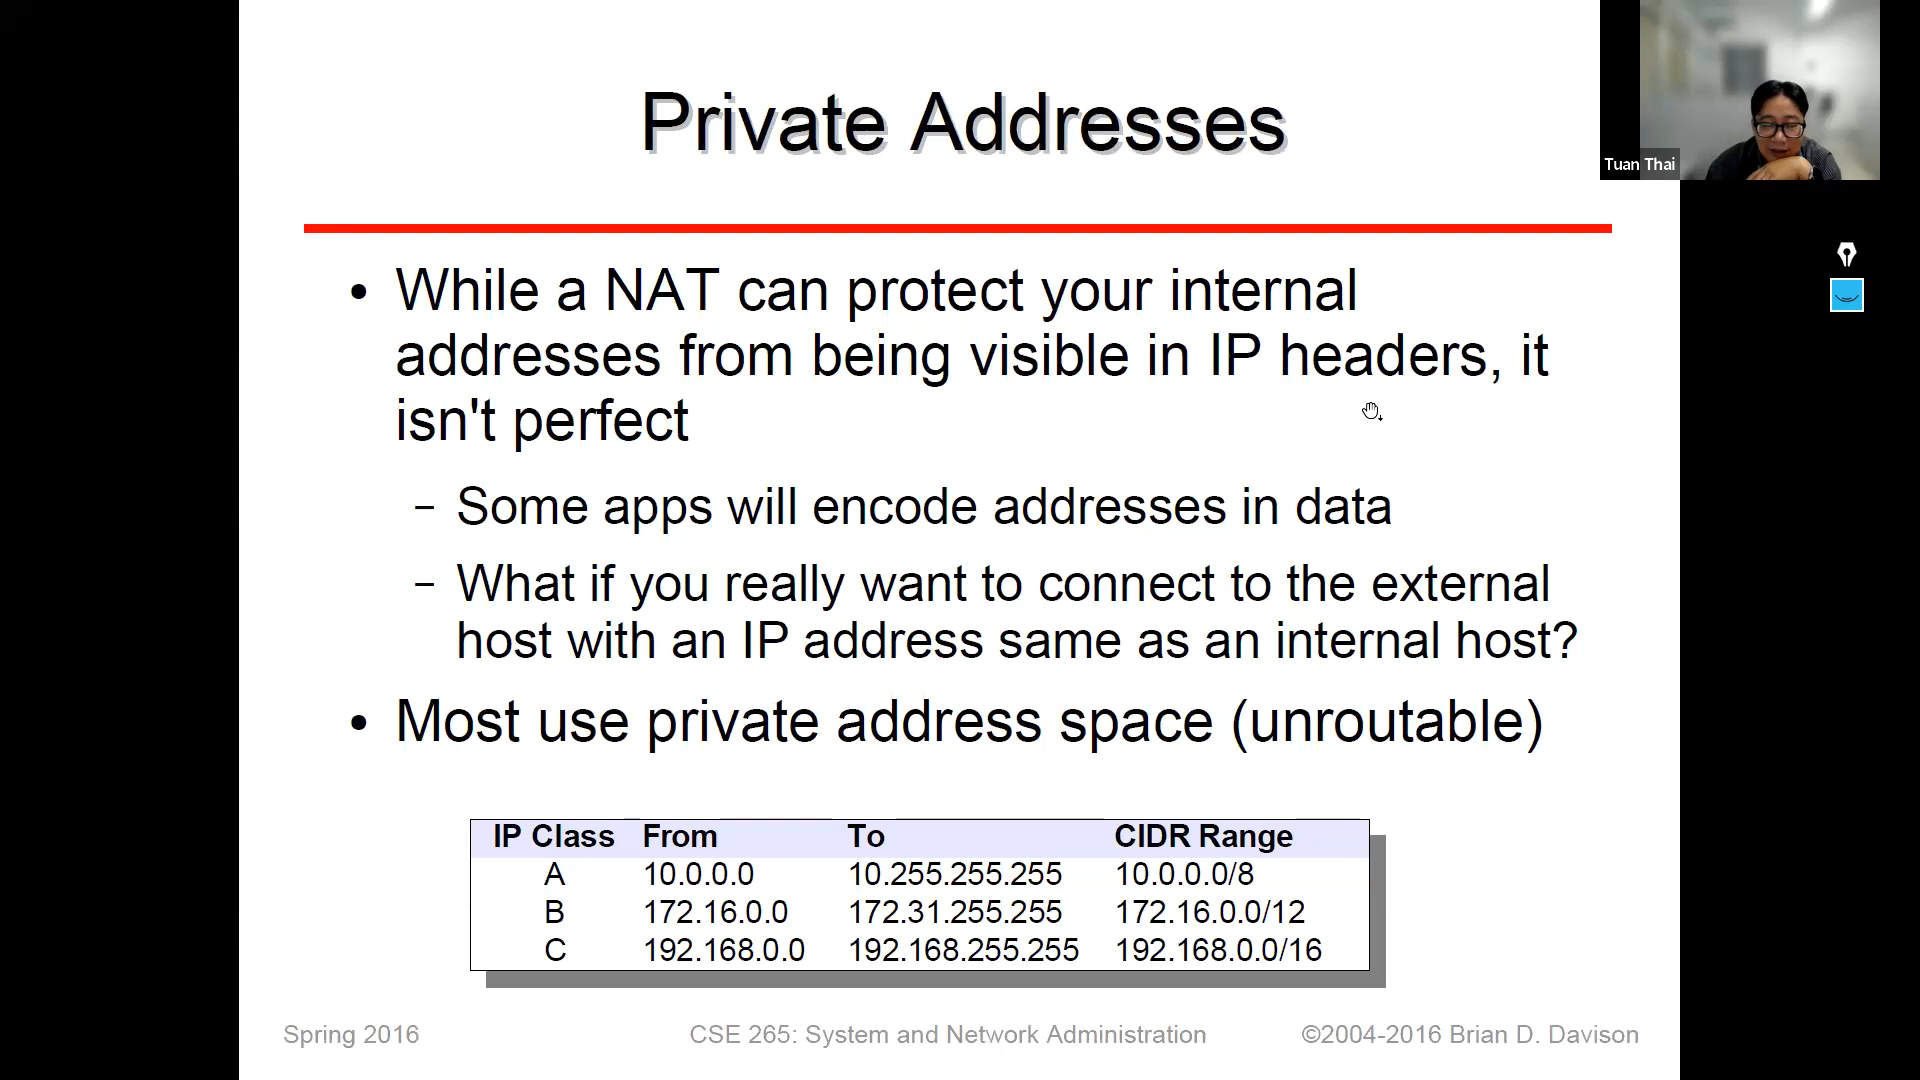 Private Addresses
Tuan Thai
• While a NAT can protect your internal
addresses from being visible in IP headers, it
isn't perfect
– Some apps will encode addresses in data
– What if you really want to connect to the external
host with an IP address same as an internal host?
• Most use private address space (unroutable)
IP Class From To CIDR Range
A 10.0.0.0 10.255.255.255 10.0.0.0/8
B 172.16.0.0 172.31.255.255 172.16.0.0/12
C 192.168.0.0 192.168.255.255 192.168.0.0/16
Spring 2016 CSE 265: System and Network Administration ©2004-2016 Brian D. Davison